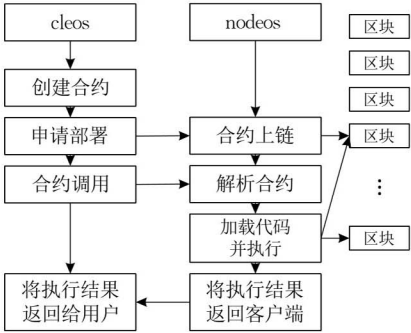 cleos
nodeos
区块
区块
创建合约
区块
申请部署
合约上链
区块
合约调用
解析合约
⋮
加载代码
并执行
区块
将执行结果
返回给用户
将执行结果
返回客户端